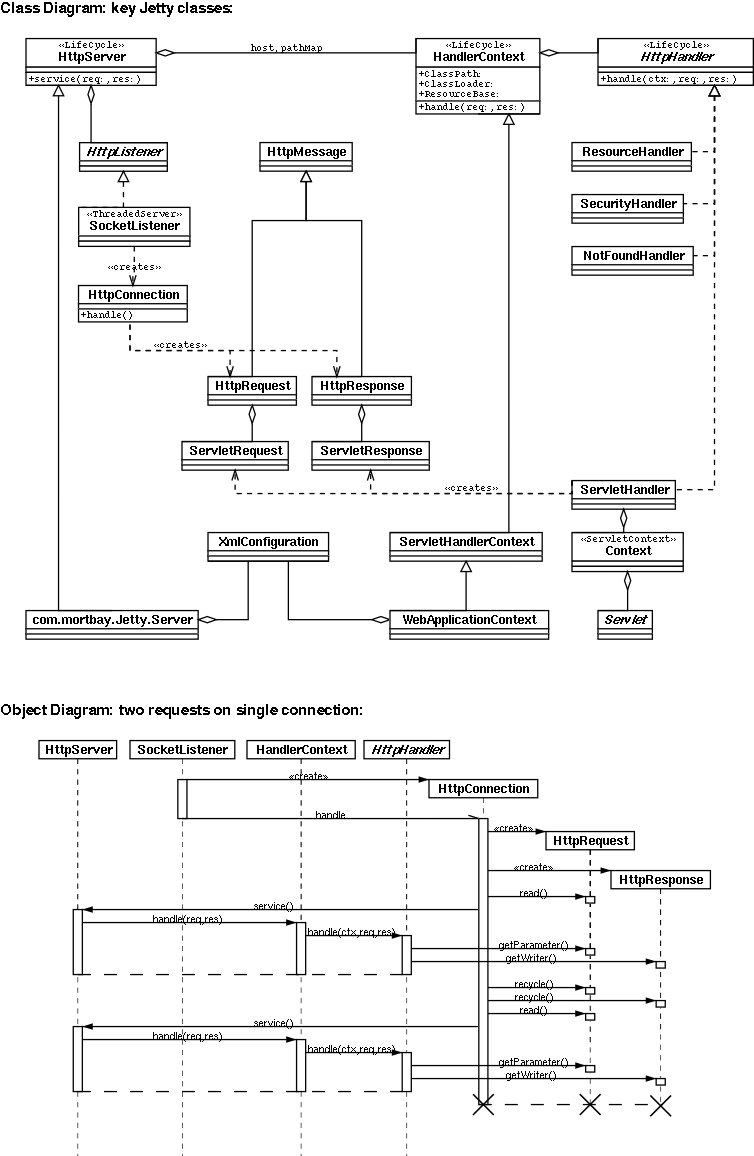 Class Diagram: key Jetty classes:
«LifeCycle»
HttpServer
+service(req:,res:)
host, pathMap
«LifeCycle»
HandlerContext
+ClassPath:
+ClassLoader:
+ResourceBase:
+handle(req:,res:)
«LifeCycle»
HttpHandler
+handle(ctx:,req:,res:)
HttpListener
HttpMessage
ResourceHandler
«ThreadedServer»
SocketListener
SecurityHandler
«creates»
NotFoundHandler
HttpConnection
+handle()
«creates»
HttpRequest
HttpResponse
ServletRequest
ServletResponse
«creates»
ServletHandler
XmlConfiguration
ServletHandlerContext
«ServletContext»
Context
com.mortbay.Jetty.Server
WebApplicationContext
Servlet
Object Diagram: two requests on single connection:
HttpServer
SocketListener
HandlerContext
HttpHandler
«create»
HttpConnection
handle
«create»
HttpRequest
«create»
HttpResponse
read()
service()
handle(req,res)
handle(ctx,req,res)
getParameter()
getWriter()
recycle()
recycle()
read()
service()
handle(req,res)
handle(ctx,req,res)
getParameter()
getWriter()